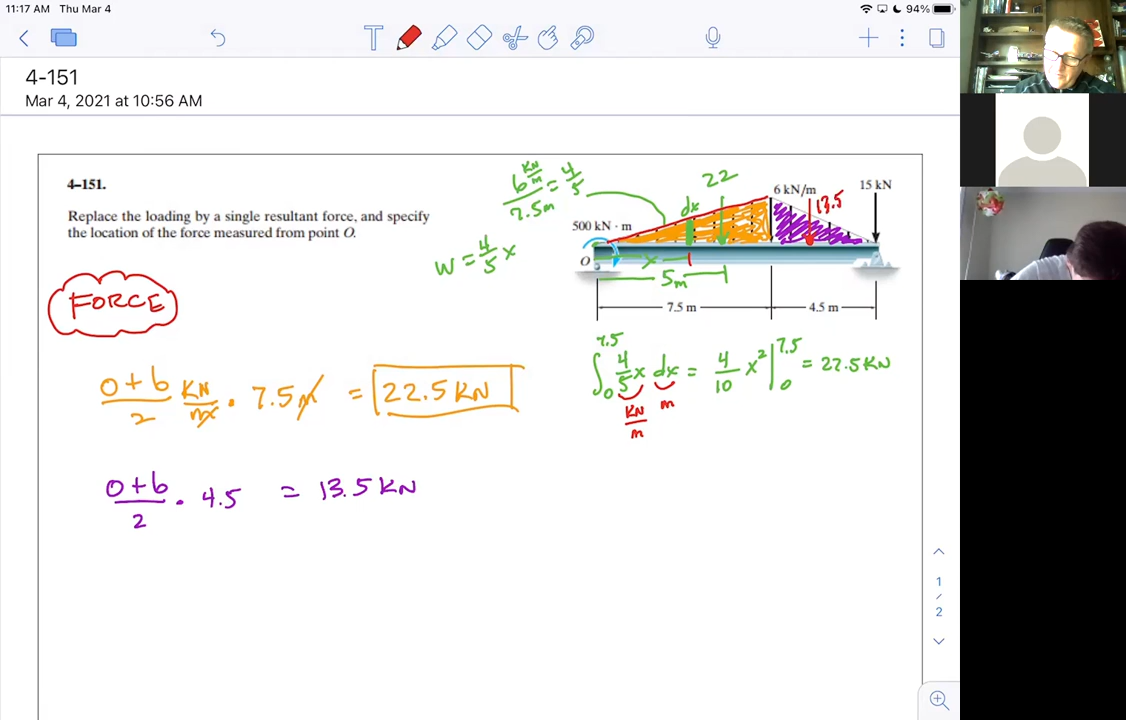 11:17 AM Thu Mar 4
94%
4-151
Mar 4, 2021 at 10:56 AM
4–151.
Replace the loading by a single resultant force, and specify
the location of the force measured from point O.
FORCE
6 KN/m / 7.5m = 4/5
w = 4/5 x
22
dx
6 kN/m
15 kN
13.5
500 kN · m
O
x
5m
7.5 m
4.5 m
∫₀^7.5 4/5 x dx = 4/10 x² |₀^7.5 = 22.5 KN
KN/m
m
0+6/2 KN/m · 7.5m = 22.5 KN
0+6/2 · 4.5 = 13.5 KN
1
/
2